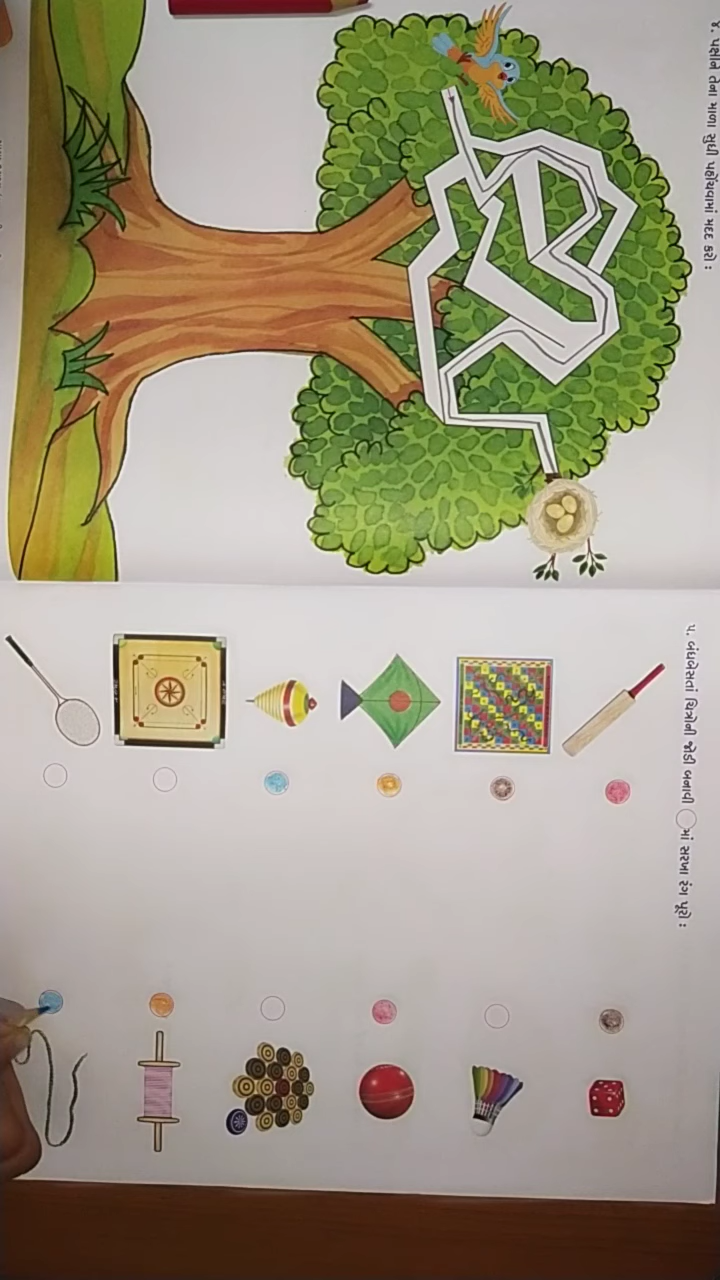 ૪. પક્ષીને તેના માળા સુધી પહોંચવામાં મદદ કરો :
૫. બંધબેસતાં ચિત્રોની જોડી બનાવી ◯માં સરખા રંગ પૂરો :